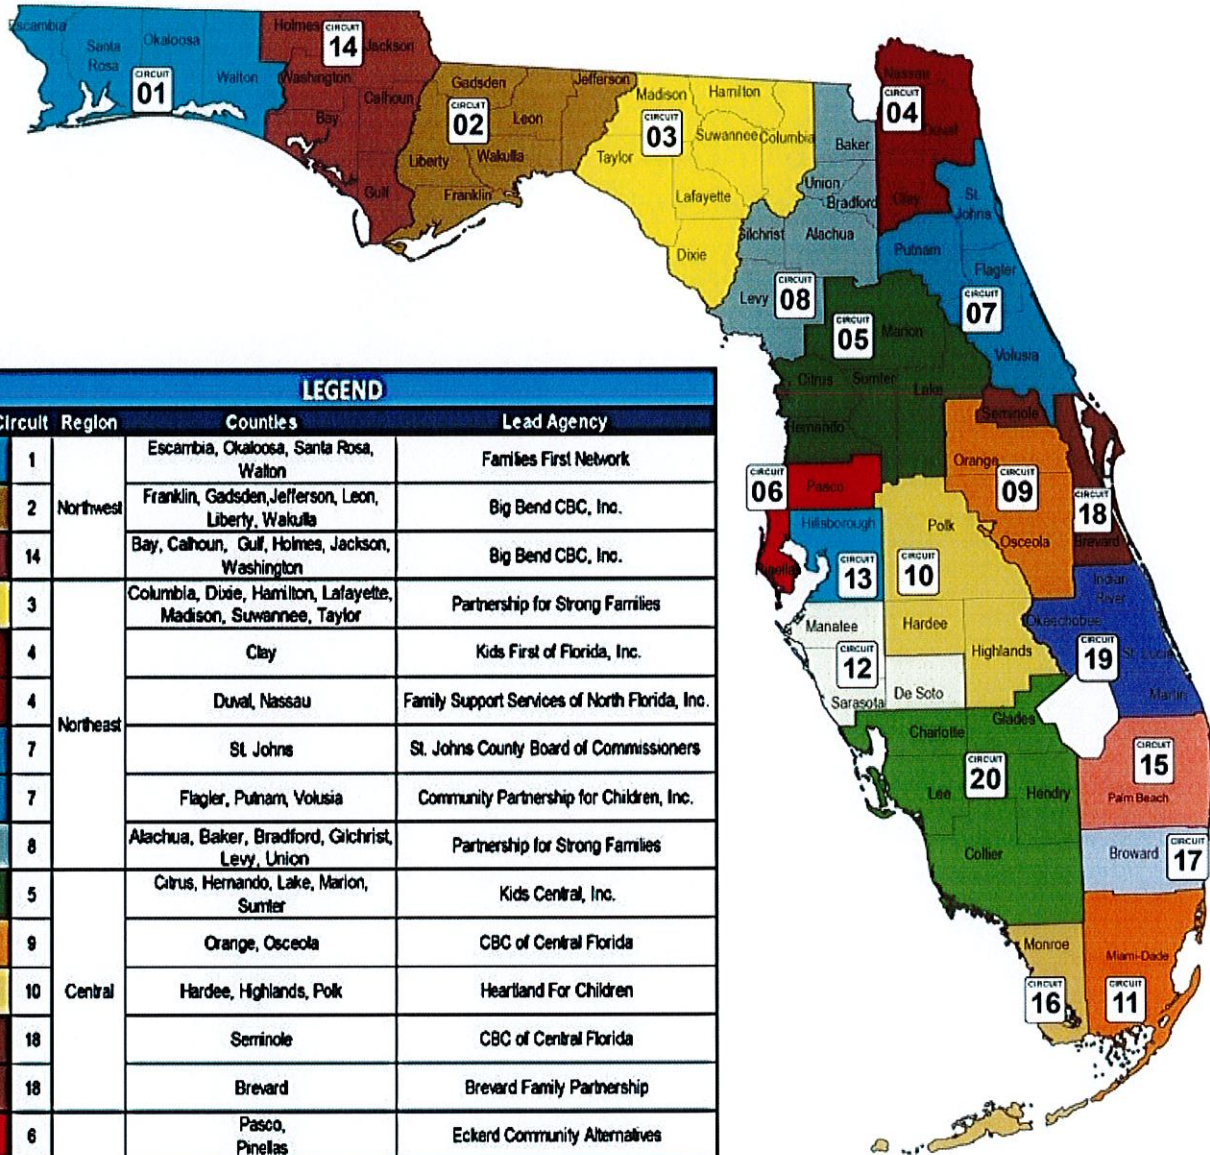 Escambia
Santa
Rosa
Okaloosa
Walton
CIRCUIT
01
Holmes
CIRCUIT
14
Jackson
Washington
Calhoun
Bay
Gulf
Gadsden
Jefferson
CIRCUIT
02
Leon
Liberty
Wakulla
Franklin
Madison
Hamilton
CIRCUIT
03
Suwannee
Columbia
Taylor
Lafayette
Dixie
Nassau
CIRCUIT
04
Duval
Clay
Baker
Union
Bradford
Gilchrist
Alachua
Levy
CIRCUIT
08
St.
Johns
Putnam
Flagler
CIRCUIT
07
Volusia
CIRCUIT
05
Marion
Citrus
Sumter
Lake
Hernando
Seminole
Orange
CIRCUIT
09
Osceola
CIRCUIT
18
Brevard
CIRCUIT
06
Pasco
Pinellas
Hillsborough
CIRCUIT
13
Polk
CIRCUIT
10
Hardee
Highlands
Manatee
CIRCUIT
12
Sarasota
De Soto
Indian
River
Okeechobee
CIRCUIT
19
St. Lucie
Martin
Charlotte
Glades
CIRCUIT
20
Lee
Hendry
Collier
CIRCUIT
15
Palm Beach
Broward
CIRCUIT
17
Monroe
CIRCUIT
16
Miami-Dade
CIRCUIT
11
LEGEND
Circuit Region Counties Lead Agency
1 Escambia, Okaloosa, Santa Rosa,
Walton Families First Network
Northwest
2 Franklin, Gadsden,Jefferson, Leon,
Liberty, Wakulla Big Bend CBC, Inc.
14 Bay, Calhoun, Gulf, Holmes, Jackson,
Washington Big Bend CBC, Inc.
3 Columbia, Dixie, Hamilton, Lafayette,
Madison, Suwannee, Taylor Partnership for Strong Families
4 Clay Kids First of Florida, Inc.
4 Duval, Nassau Family Support Services of North Florida, Inc.
Northeast
7 St. Johns St. Johns County Board of Commissioners
7 Flagler, Putnam, Volusia Community Partnership for Children, Inc.
8 Alachua, Baker, Bradford, Gilchrist,
Levy, Union Partnership for Strong Families
5 Citrus, Hernando, Lake, Marion,
Sumter Kids Central, Inc.
9 Orange, Osceola CBC of Central Florida
10 Central Hardee, Highlands, Polk Heartland For Children
18 Seminole CBC of Central Florida
18 Brevard Brevard Family Partnership
6 Pasco,
Pinellas Eckerd Community Alternatives